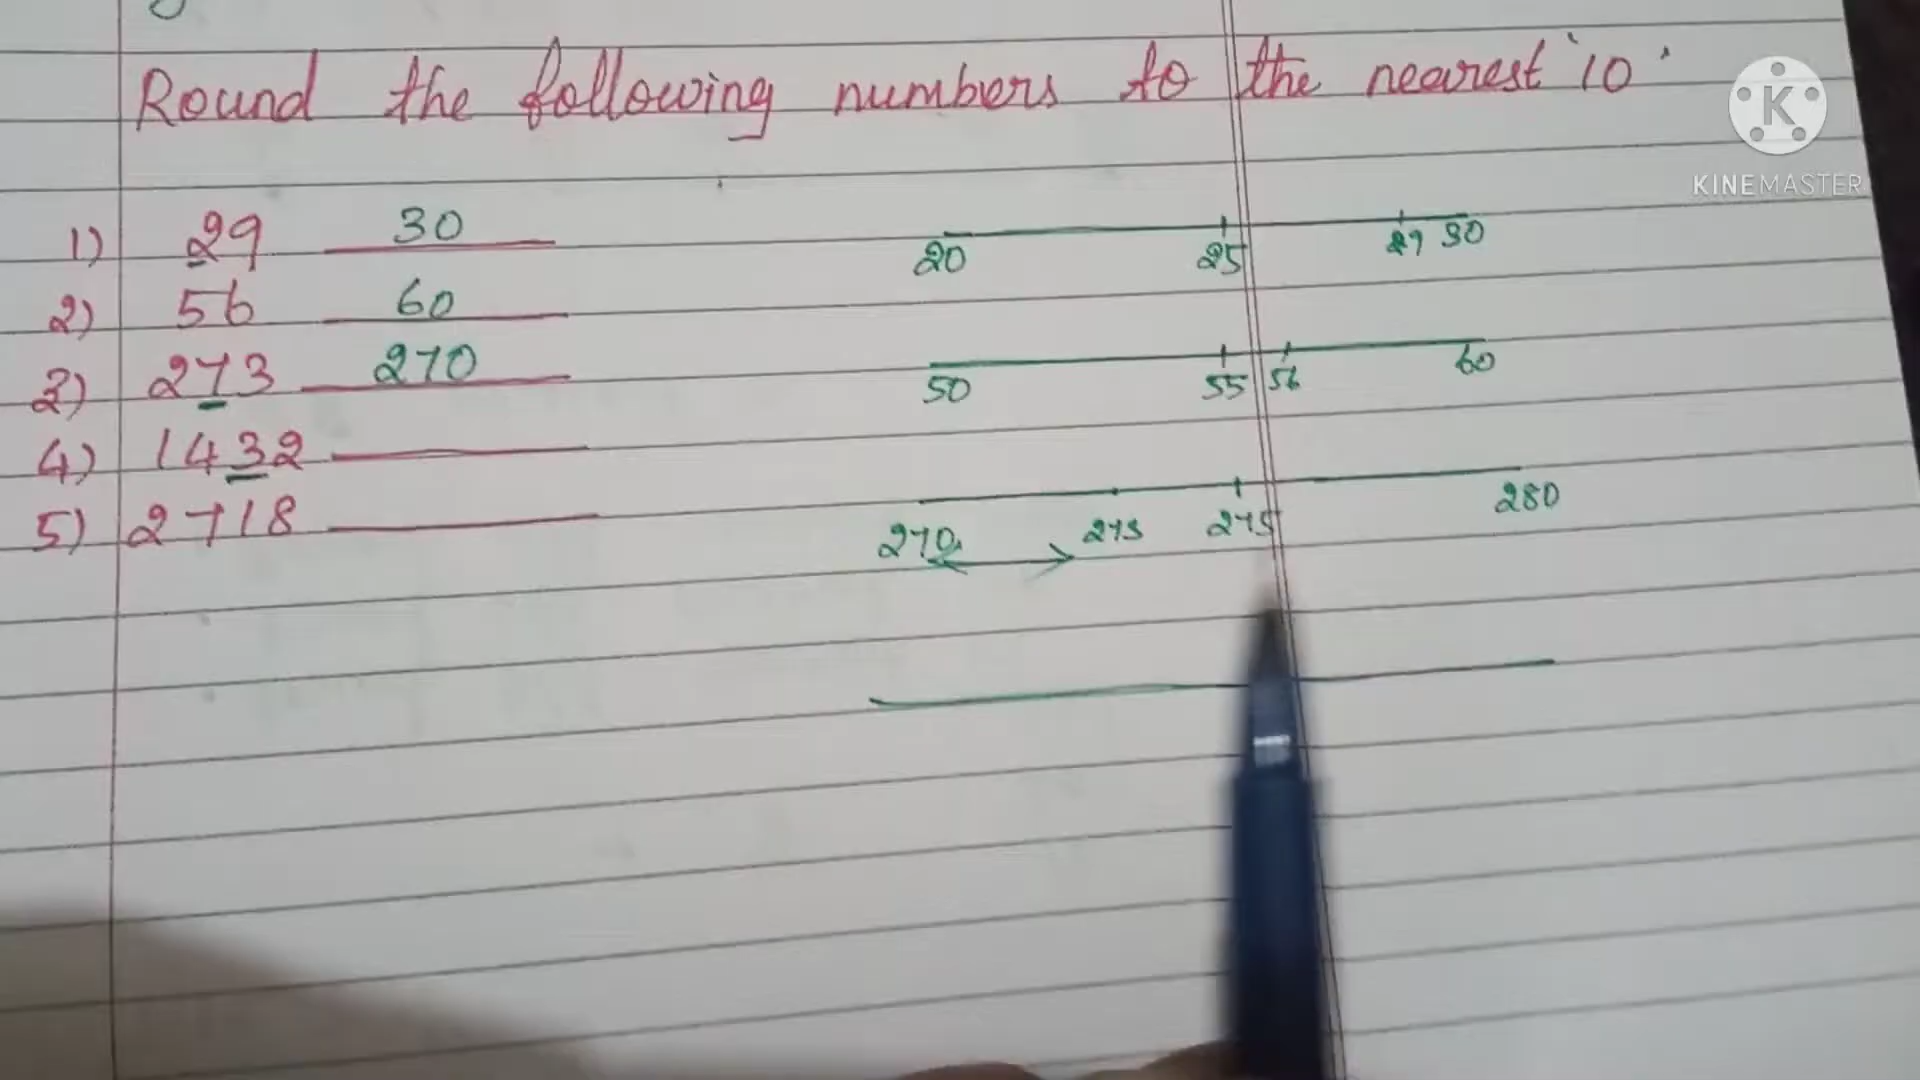 Round the following numbers to the nearest '10'
KINEMASTER
1) 29 30
2) 56 60
3) 273 270
4) 1432
5) 2718
20 25 29 30
50 55 56 60
270 273 275 280